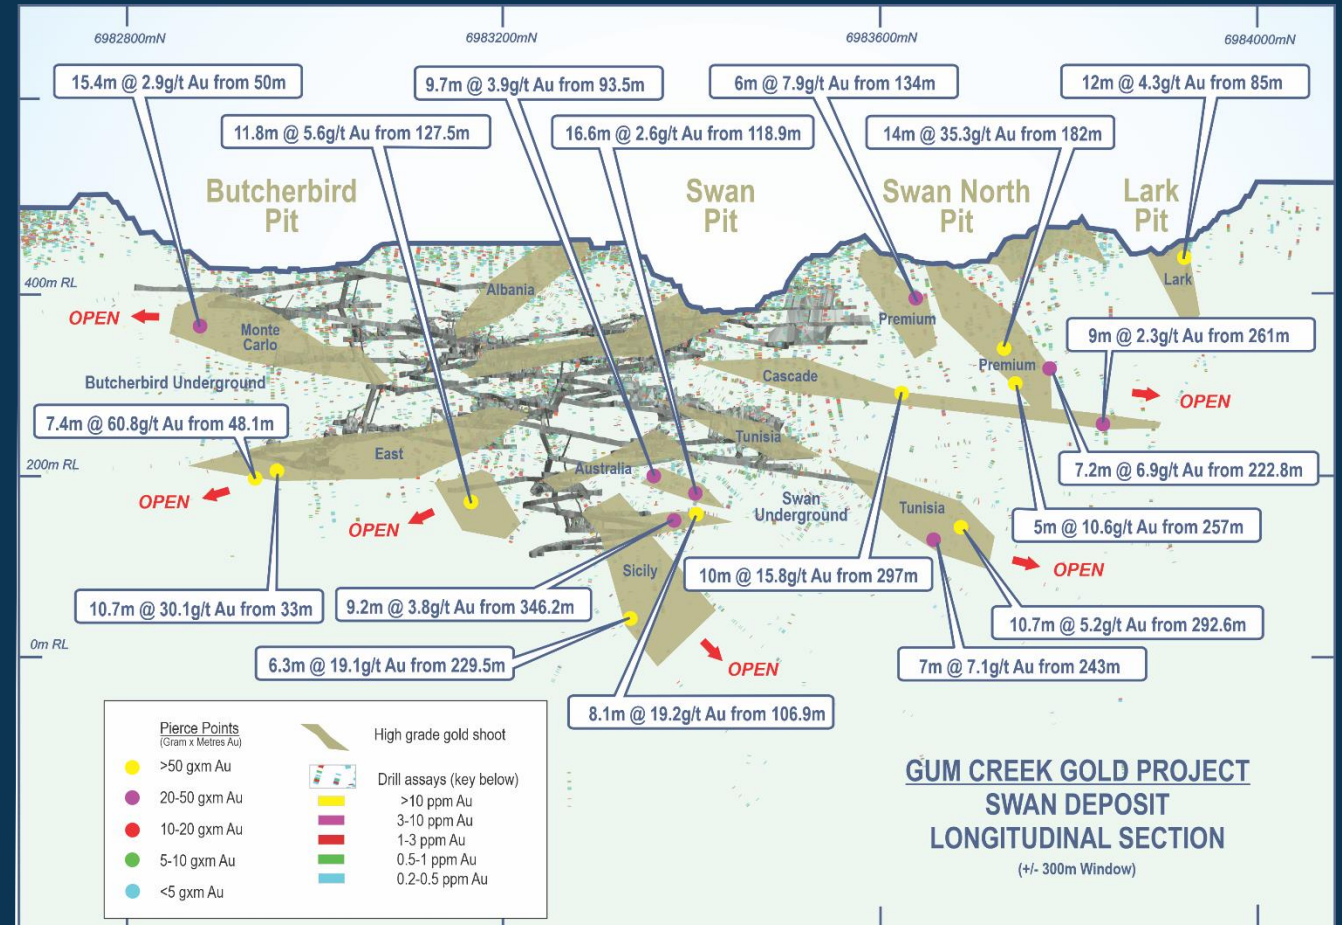 6982800mN
6983200mN
6983600mN
6984000mN
15.4m @ 2.9g/t Au from 50m
9.7m @ 3.9g/t Au from 93.5m
6m @ 7.9g/t Au from 134m
12m @ 4.3g/t Au from 85m
11.8m @ 5.6g/t Au from 127.5m
16.6m @ 2.6g/t Au from 118.9m
14m @ 35.3g/t Au from 182m
Butcherbird
Pit
Swan
Pit
Swan North
Pit
Lark
Pit
400m RL
Albania
Lark
OPEN
Monte
Carlo
Premium
9m @ 2.3g/t Au from 261m
Butcherbird Underground
Cascade
Premium
OPEN
7.4m @ 60.8g/t Au from 48.1m
East
Tunisia
200m RL
Australia
7.2m @ 6.9g/t Au from 222.8m
OPEN
OPEN
Swan
Underground
Tunisia
5m @ 10.6g/t Au from 257m
Sicily
10m @ 15.8g/t Au from 297m
OPEN
10.7m @ 30.1g/t Au from 33m
9.2m @ 3.8g/t Au from 346.2m
10.7m @ 5.2g/t Au from 292.6m
0m RL
6.3m @ 19.1g/t Au from 229.5m
OPEN
7m @ 7.1g/t Au from 243m
8.1m @ 19.2g/t Au from 106.9m
Pierce Points
(Gram x Metres Au)
>50 gxm Au
20-50 gxm Au
10-20 gxm Au
5-10 gxm Au
<5 gxm Au
High grade gold shoot
Drill assays (key below)
>10 ppm Au
3-10 ppm Au
1-3 ppm Au
0.5-1 ppm Au
0.2-0.5 ppm Au
GUM CREEK GOLD PROJECT
SWAN DEPOSIT
LONGITUDINAL SECTION
(+/- 300m Window)